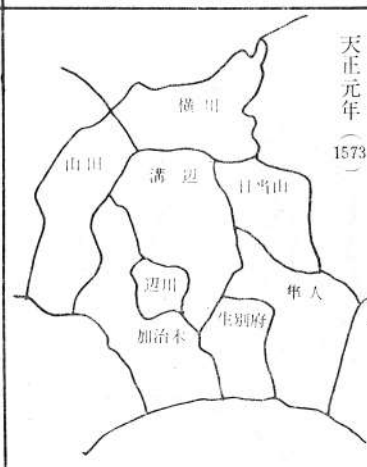 天正元年(1573)
横川
山田
溝辺
日当山
辺川
隼人
生別府
加治木